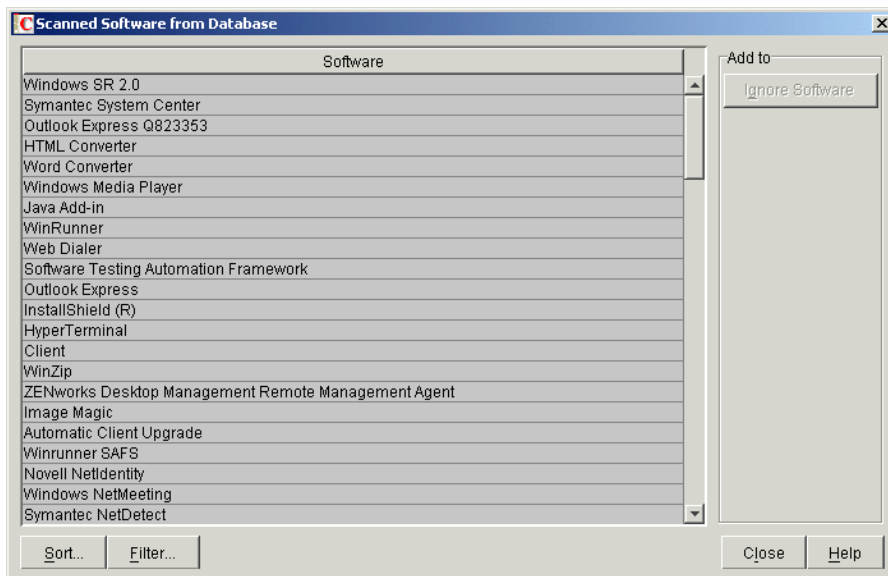 Scanned Software from Database
Software
Windows SR 2.0
Symantec System Center
Outlook Express Q823353
HTML Converter
Word Converter
Windows Media Player
Java Add-in
WinRunner
Web Dialer
Software Testing Automation Framework
Outlook Express
InstallShield (R)
HyperTerminal
Client
WinZip
ZENworks Desktop Management Remote Management Agent
Image Magic
Automatic Client Upgrade
Winrunner SAFS
Novell NetIdentity
Windows NetMeeting
Symantec NetDetect
Add to
Ignore Software
Sort...
Filter...
Close
Help